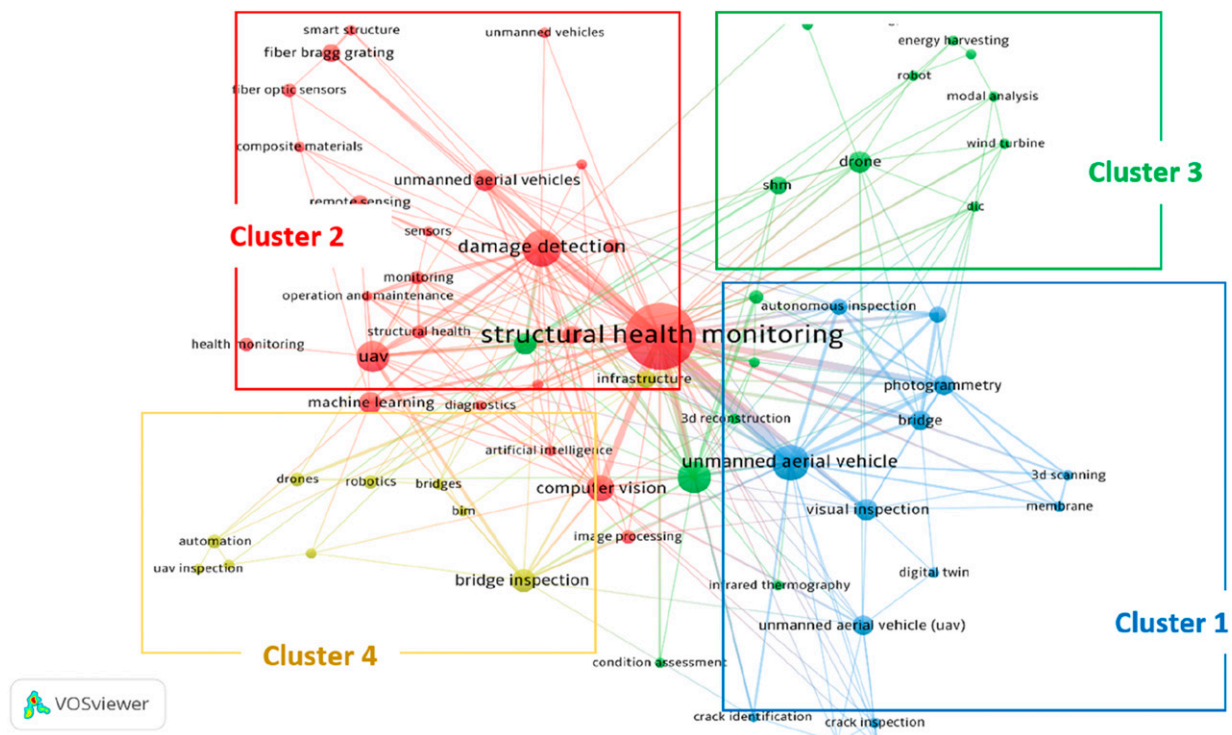 smart structure
unmanned vehicles
fiber bragg grating
fiber optic sensors
composite materials
unmanned aerial vehicles
remote sensing
Cluster 2
sensors
damage detection
monitoring
operation and maintenance
structural health
health monitoring
uav
structural health monitoring
infrastructure
machine learning
diagnostics
artificial intelligence
computer vision
image processing
energy harvesting
robot
modal analysis
wind turbine
drone
shm
dic
Cluster 3
autonomous inspection
photogrammetry
bridge
3d reconstruction
unmanned aerial vehicle
3d scanning
visual inspection
membrane
digital twin
infrared thermography
unmanned aerial vehicle (uav)
Cluster 1
condition assessment
crack identification
crack inspection
drones
robotics
bridges
bim
automation
uav inspection
bridge inspection
Cluster 4
VOSviewer